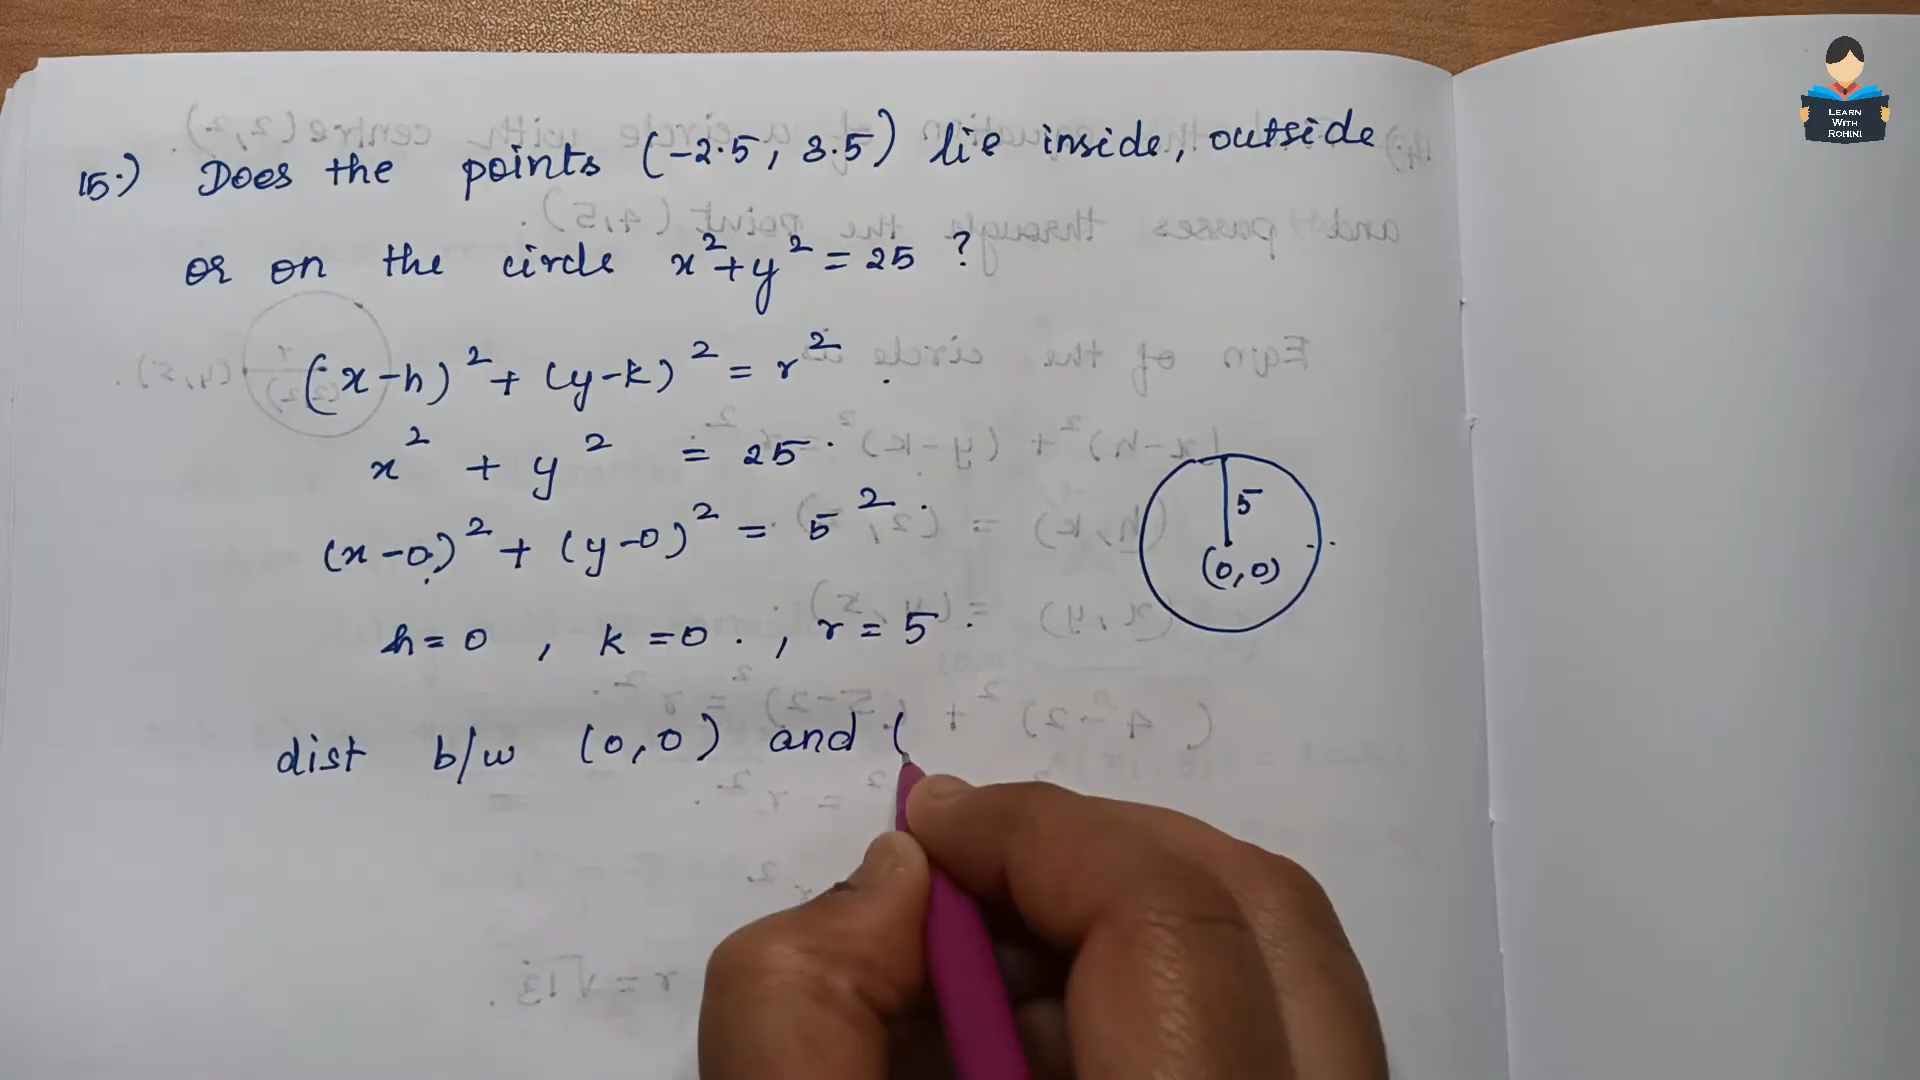 15.) Does the points (-2.5, 3.5) lie inside, outside
or on the circle x²+y² = 25 ?
(x-h)² + (y-k)² = r² .
x² + y² = 25 .
(x-0)² + (y-0)² = 5² .
h = 0 , k = 0 . , r = 5 .
5
(0,0)
dist b/w (0,0) and (
LEARN
WITH
ROHINI